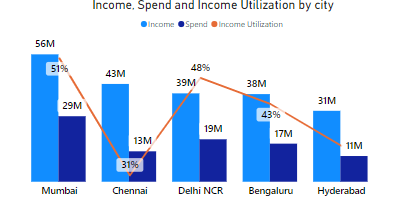 Income, Spend and Income Utilization by city
Income Spend Income Utilization
56M
51%
29M
43M
31%
13M
39M
48%
19M
38M
43%
17M
31M
11M
Mumbai Chennai Delhi NCR Bengaluru Hyderabad